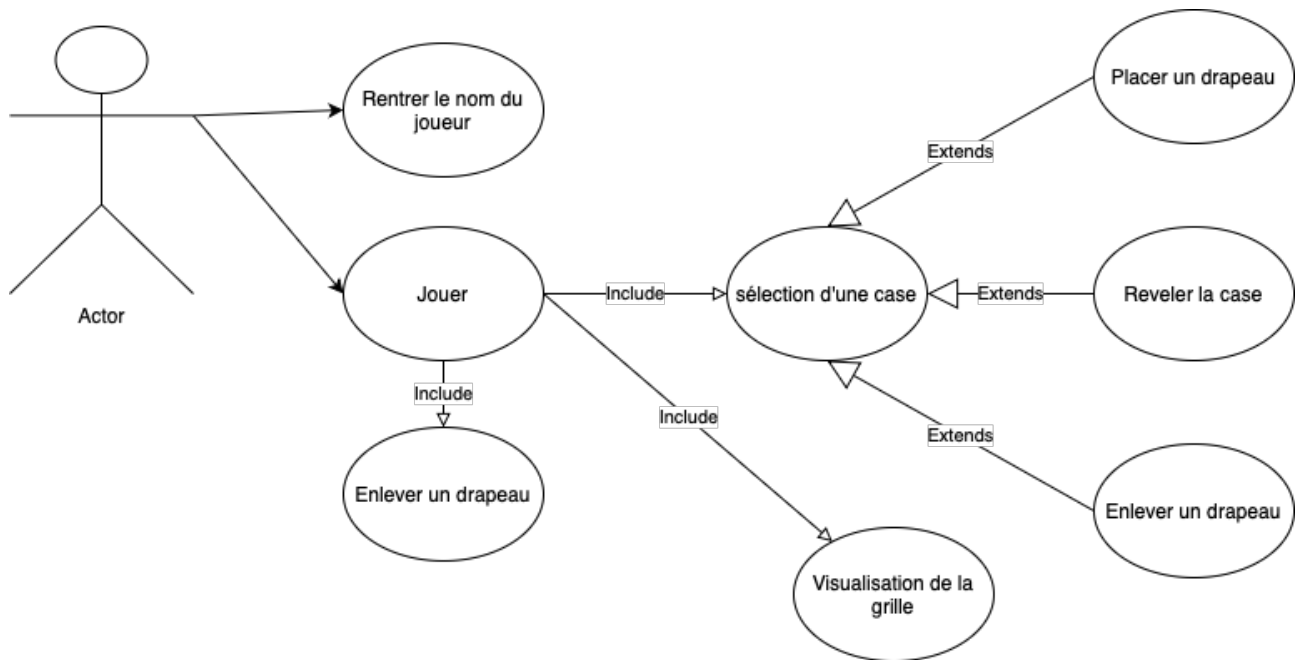 Placer un drapeau
Rentrer le nom du
joueur
Extends
Jouer
Include
sélection d'une case
Extends
Reveler la case
Actor
Include
Include
Extends
Enlever un drapeau
Enlever un drapeau
Visualisation de la
grille